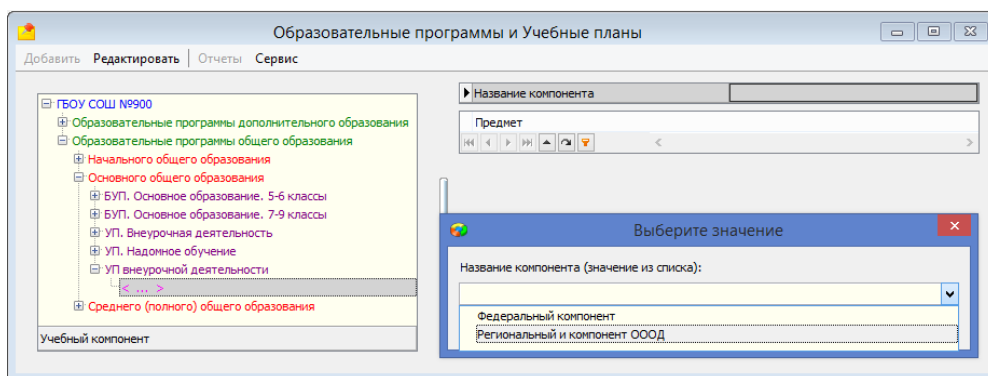 Образовательные программы и Учебные планы
Добавить Редактировать Отчеты Сервис
ГБОУ СОШ №900
Образовательные программы дополнительного образования
Образовательные программы общего образования
Начального общего образования
Основного общего образования
БУП. Основное образование. 5-6 классы
БУП. Основное образование. 7-9 классы
УП. Внеурочная деятельность
УП. Надомное обучение
УП внеурочной деятельности
< ... >
Среднего (полного) общего образования
Учебный компонент
Название компонента
Предмет
Выберите значение
Название компонента (значение из списка):
Федеральный компонент
Региональный и компонент ОООД